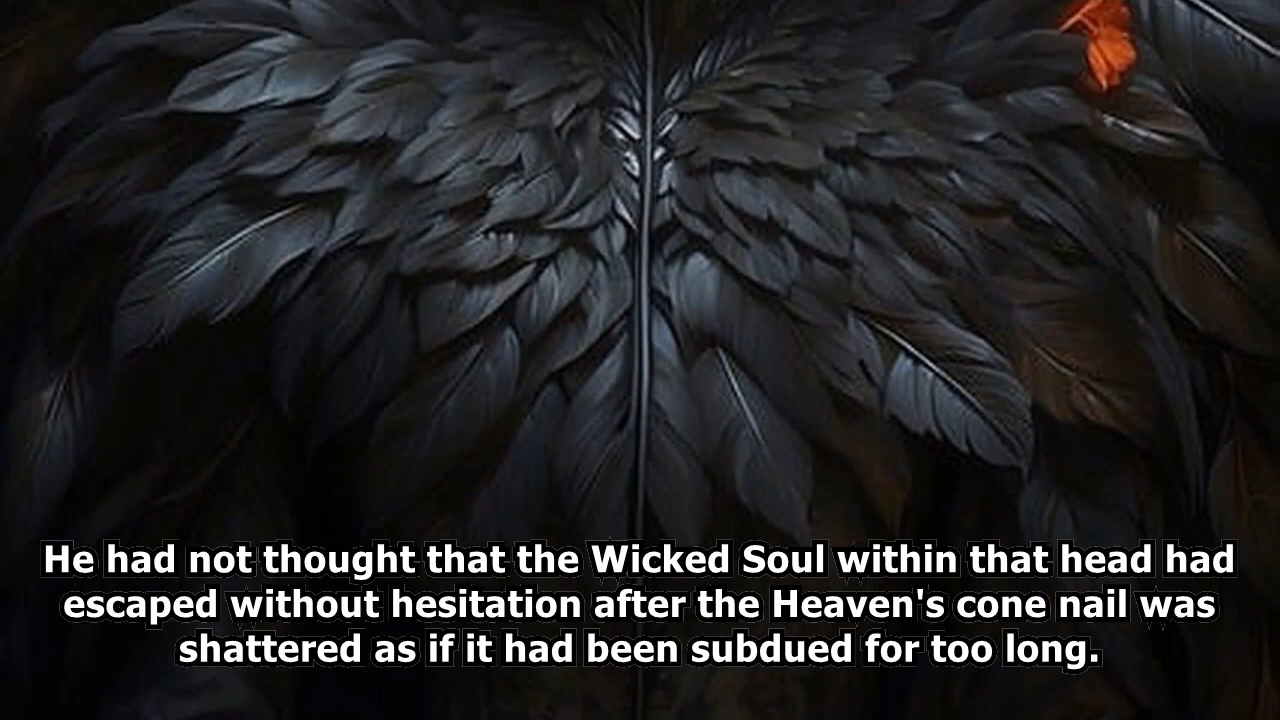 He had not thought that the Wicked Soul within that head had
escaped without hesitation after the Heaven's cone nail was
shattered as if it had been subdued for too long.